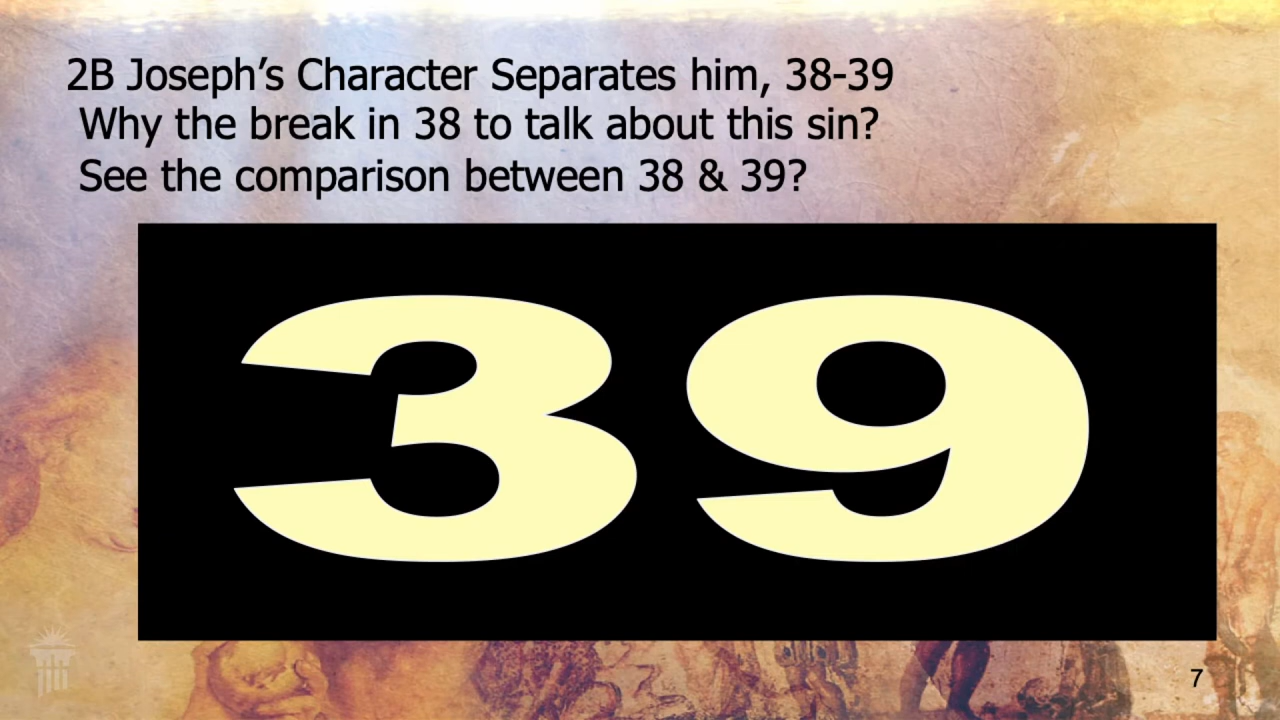 2B Joseph’s Character Separates him, 38-39
Why the break in 38 to talk about this sin?
See the comparison between 38 & 39?
39
7